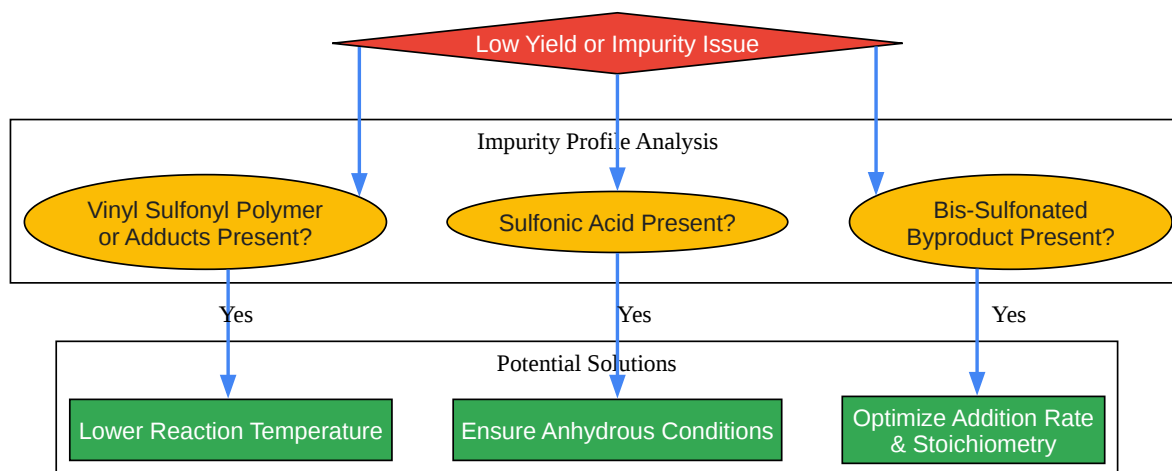 Low Yield or Impurity Issue
Impurity Profile Analysis
Vinyl Sulfonyl Polymer
or Adducts Present?
Sulfonic Acid Present?
Bis-Sulfonated
Byproduct Present?
Yes
Yes
Yes
Potential Solutions
Lower Reaction Temperature
Ensure Anhydrous Conditions
Optimize Addition Rate
& Stoichiometry